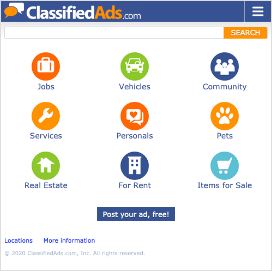 ClassifiedAds.com
SEARCH
Jobs
Vehicles
Community
Services
Personals
Pets
Real Estate
For Rent
Items for Sale
Post your ad, free!
Locations More Information
© 2020 ClassifiedAds.com, Inc. All rights reserved.